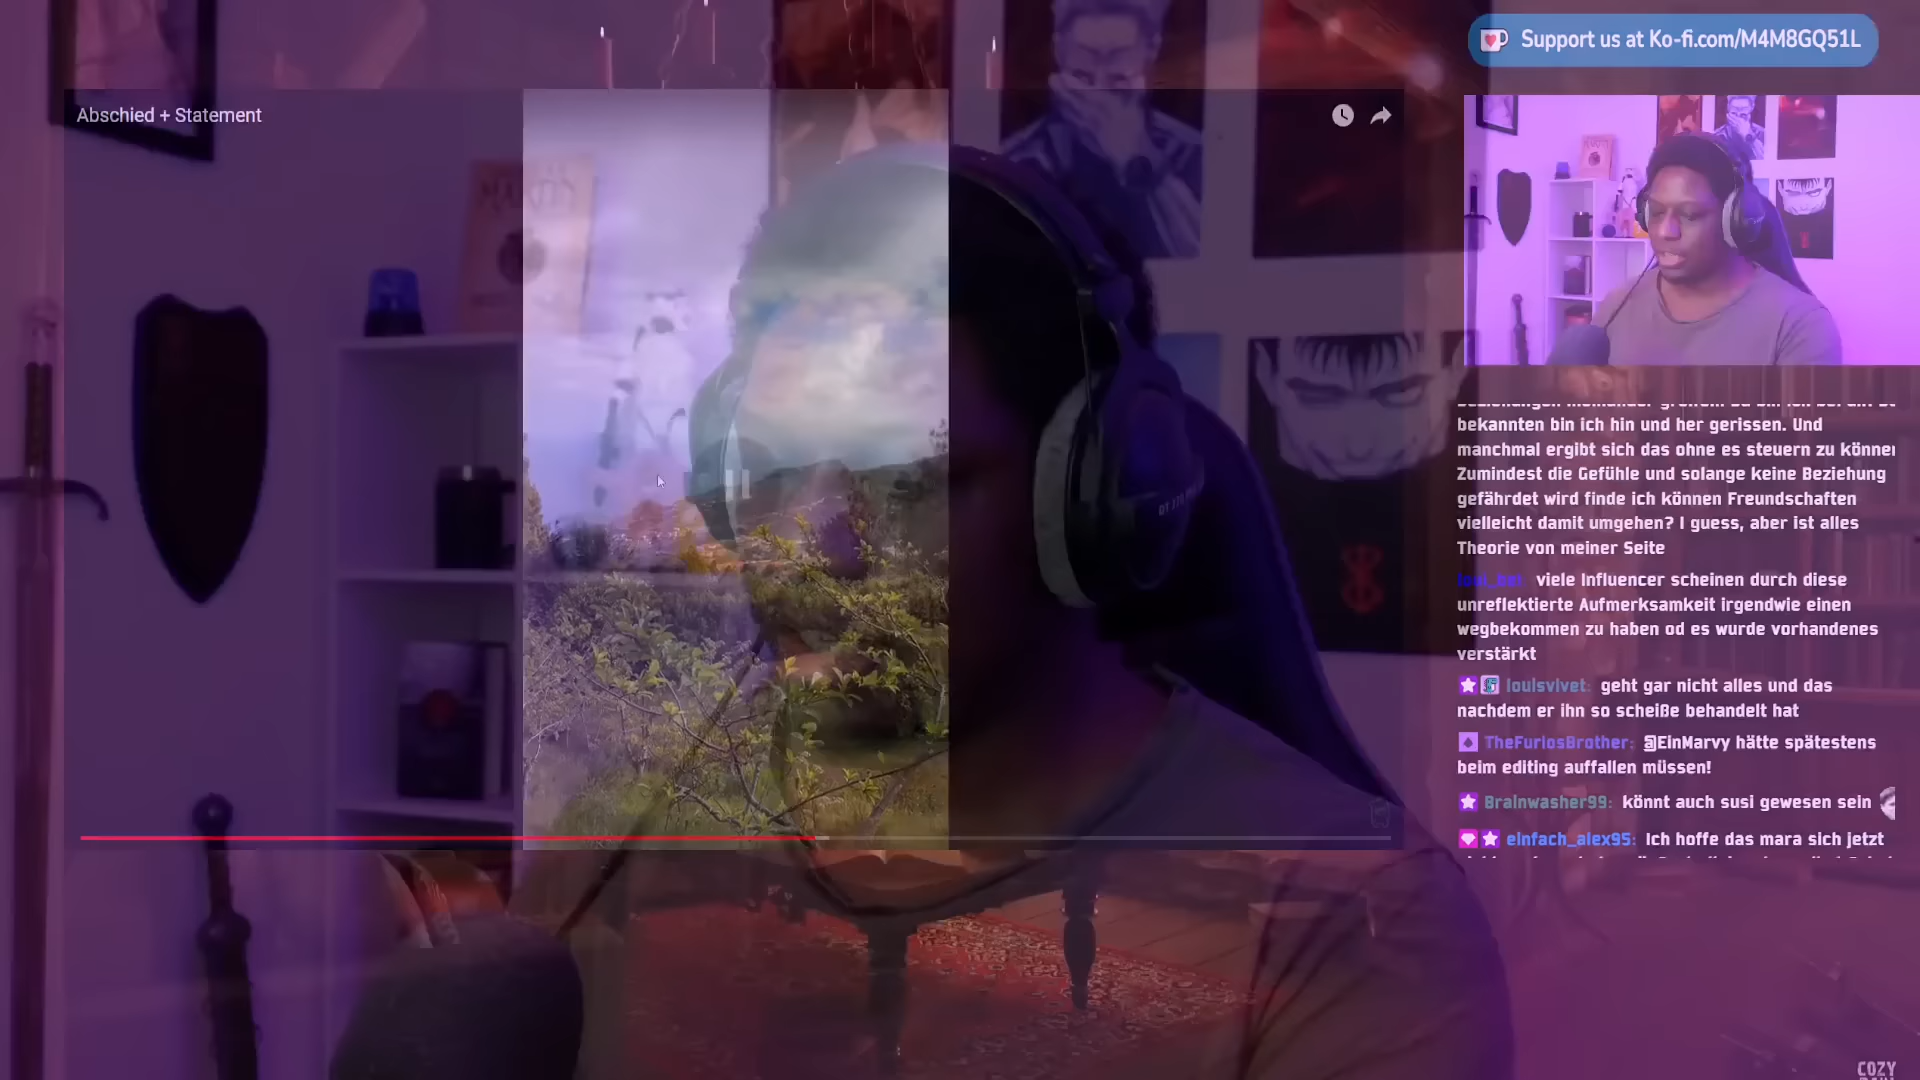 Support us at Ko-fi.com/M4M8GQ51L
Abschied + Statement
bekannten bin ich hin und her gerissen. Und
manchmal ergibt sich das ohne es steuern zu können
Zumindest die Gefühle und solange keine Beziehung
gefährdet wird finde ich können Freundschaften
vielleicht damit umgehen? I guess, aber ist alles
Theorie von meiner Seite
viele Influencer scheinen durch diese
unreflektierte Aufmerksamkeit irgendwie einen
wegbekommen zu haben od es wurde vorhandenes
verstärkt
louisvivet: geht gar nicht alles und das
nachdem er ihn so scheiße behandelt hat
TheFuriosBrother: @EinMarvy hätte spätestens
beim editing auffallen müssen!
Brainwasher99: könnt auch susi gewesen sein
einfach_alex95: Ich hoffe das mara sich jetzt
COZY